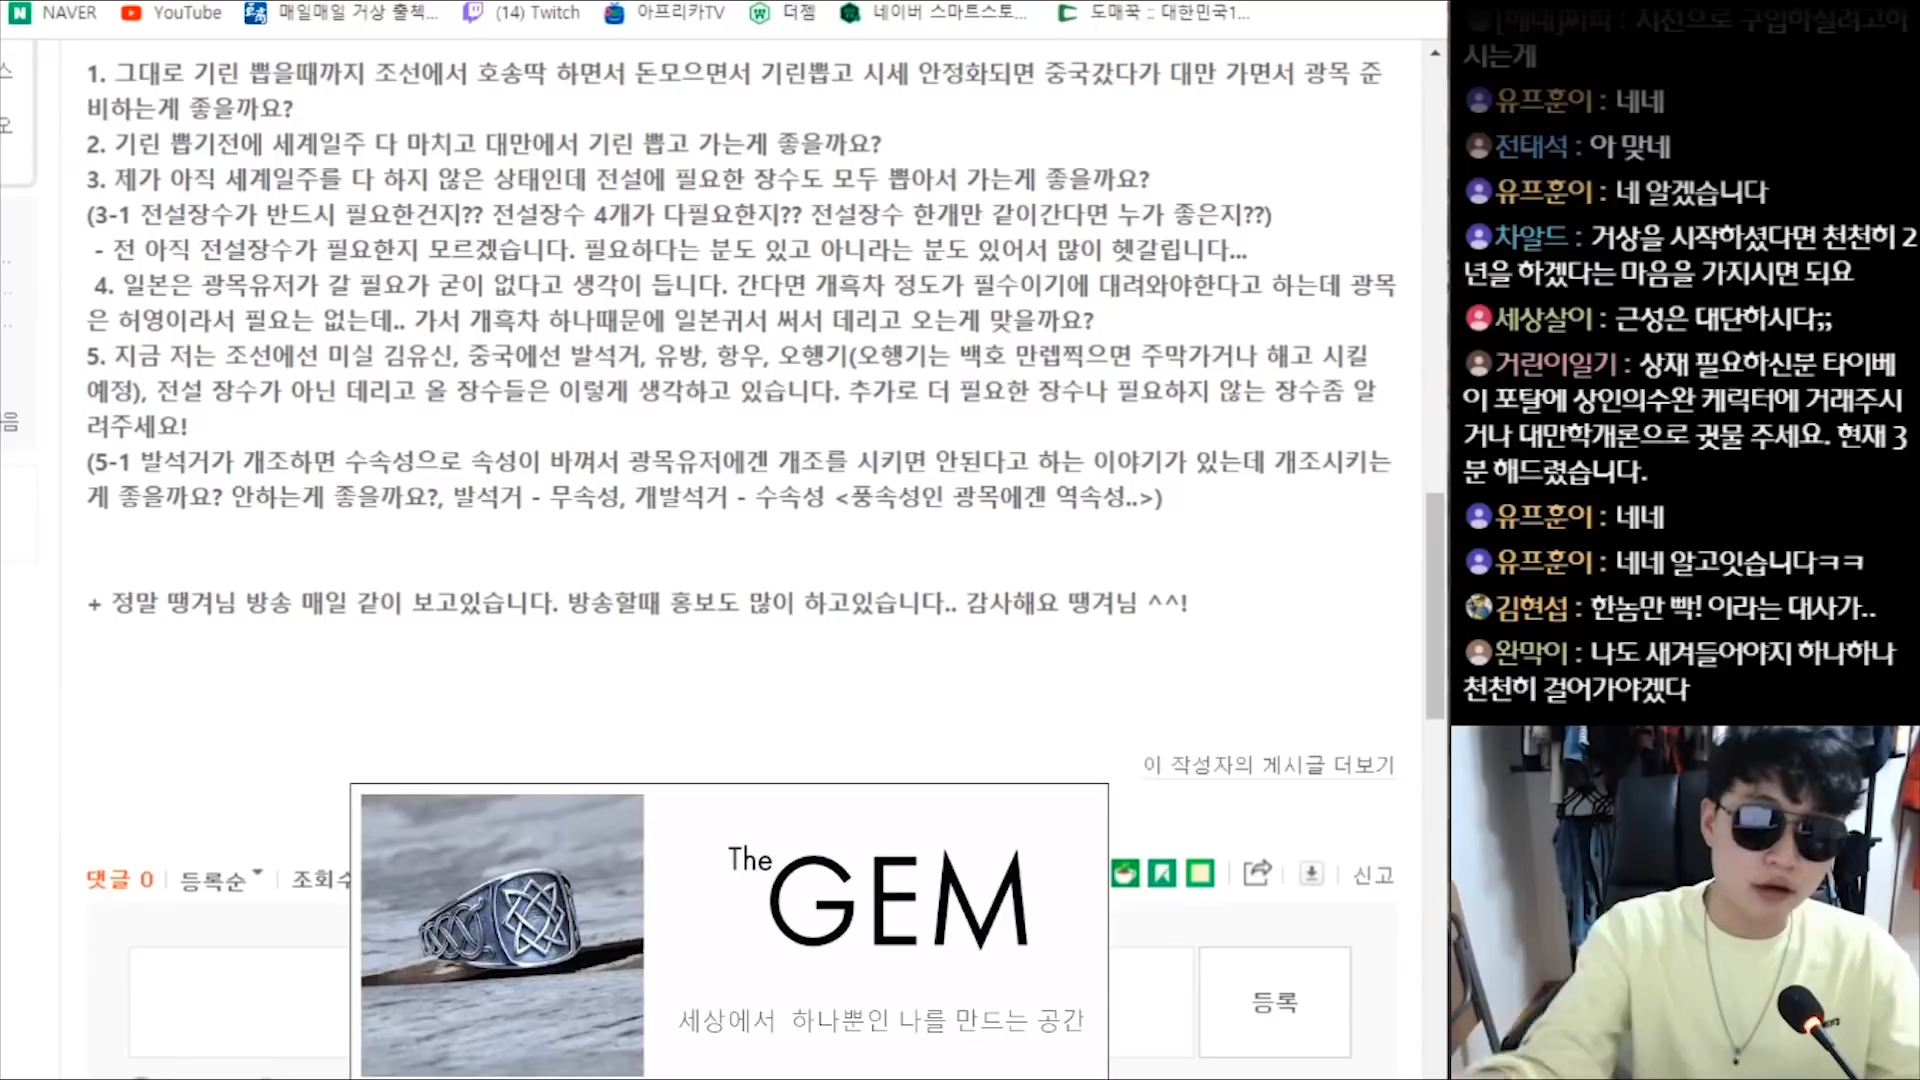 NAVER
YouTube
매일매일 거상 출첵...
(14) Twitch
아프리카TV
더젬
네이버 스마트스토...
도매꾹 :: 대한민국1...
1. 그대로 기린 뽑을때까지 조선에서 호송딱 하면서 돈모으면서 기린뽑고 시세 안정화되면 중국갔다가 대만 가면서 광목 준
비하는게 좋을까요?
2. 기린 뽑기전에 세계일주 다 마치고 대만에서 기린 뽑고 가는게 좋을까요?
3. 제가 아직 세계일주를 다 하지 않은 상태인데 전설에 필요한 장수도 모두 뽑아서 가는게 좋을까요?
(3-1 전설장수가 반드시 필요한건지?? 전설장수 4개가 다필요한지?? 전설장수 한개만 같이간다면 누가 좋은지??)
- 전 아직 전설장수가 필요한지 모르겠습니다. 필요하다는 분도 있고 아니라는 분도 있어서 많이 헷갈립니다...
4. 일본은 광목유저가 갈 필요가 굳이 없다고 생각이 듭니다. 간다면 개흑차 정도가 필수이기에 대려와야한다고 하는데 광목
은 허영이라서 필요는 없는데.. 가서 개흑차 하나때문에 일본귀서 써서 데리고 오는게 맞을까요?
5. 지금 저는 조선에선 미실 김유신, 중국에선 발석거, 유방, 항우, 오행기(오행기는 백호 만렙찍으면 주막가거나 해고 시킬
예정), 전설 장수가 아닌 데리고 올 장수들은 이렇게 생각하고 있습니다. 추가로 더 필요한 장수나 필요하지 않는 장수좀 알
려주세요!
(5-1 발석거가 개조하면 수속성으로 속성이 바껴서 광목유저에겐 개조를 시키면 안된다고 하는 이야기가 있는데 개조시키는
게 좋을까요? 안하는게 좋을까요?, 발석거 - 무속성, 개발석거 - 수속성 <풍속성인 광목에겐 역속성..>)
+ 정말 땡겨님 방송 매일 같이 보고있습니다. 방송할때 홍보도 많이 하고있습니다.. 감사해요 땡겨님 ^^!
이 작성자의 게시글 더보기
댓글 0
등록순
조회수
신고
등록
The
GEM
세상에서 하나뿐인 나를 만드는 공간
시는게
유프훈이 : 네네
전태석 : 아 맞네
유프훈이 : 네 알겠습니다
차알드 : 거상을 시작하셨다면 천천히 2
년을 하겠다는 마음을 가지시면 되요
세상살이 : 근성은 대단하시다;;
거린이일기 : 상재 필요하신분 타이베
이 포탈에 상인의수완 케릭터에 거래주시
거나 대만학개론으로 귓물 주세요. 현재 3
분 해드렸습니다.
유프훈이 : 네네
유프훈이 : 네네 알고잇습니다ㅋㅋ
김현섭 : 한놈만 빡! 이라는 대사가..
완막이 : 나도 새겨들어야지 하나하나
천천히 걸어가야겠다